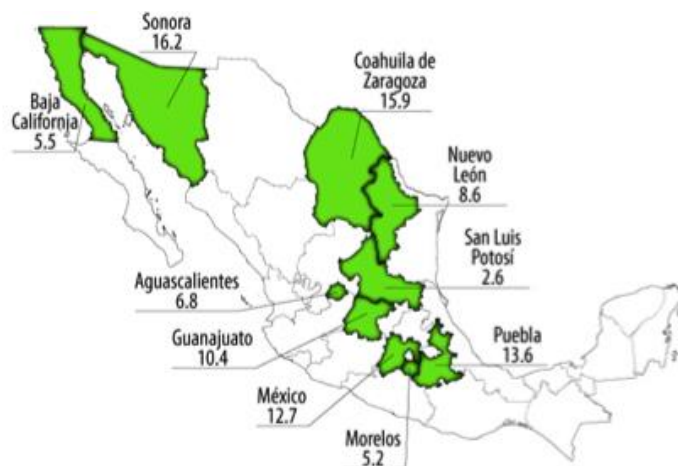 Sonora
16.2
Coahuila de
Zaragoza
15.9
Baja
California
5.5
Nuevo
León
8.6
San Luis
Potosí
2.6
Aguascalientes
6.8
Guanajuato
10.4
Puebla
13.6
México
12.7
Morelos
5.2